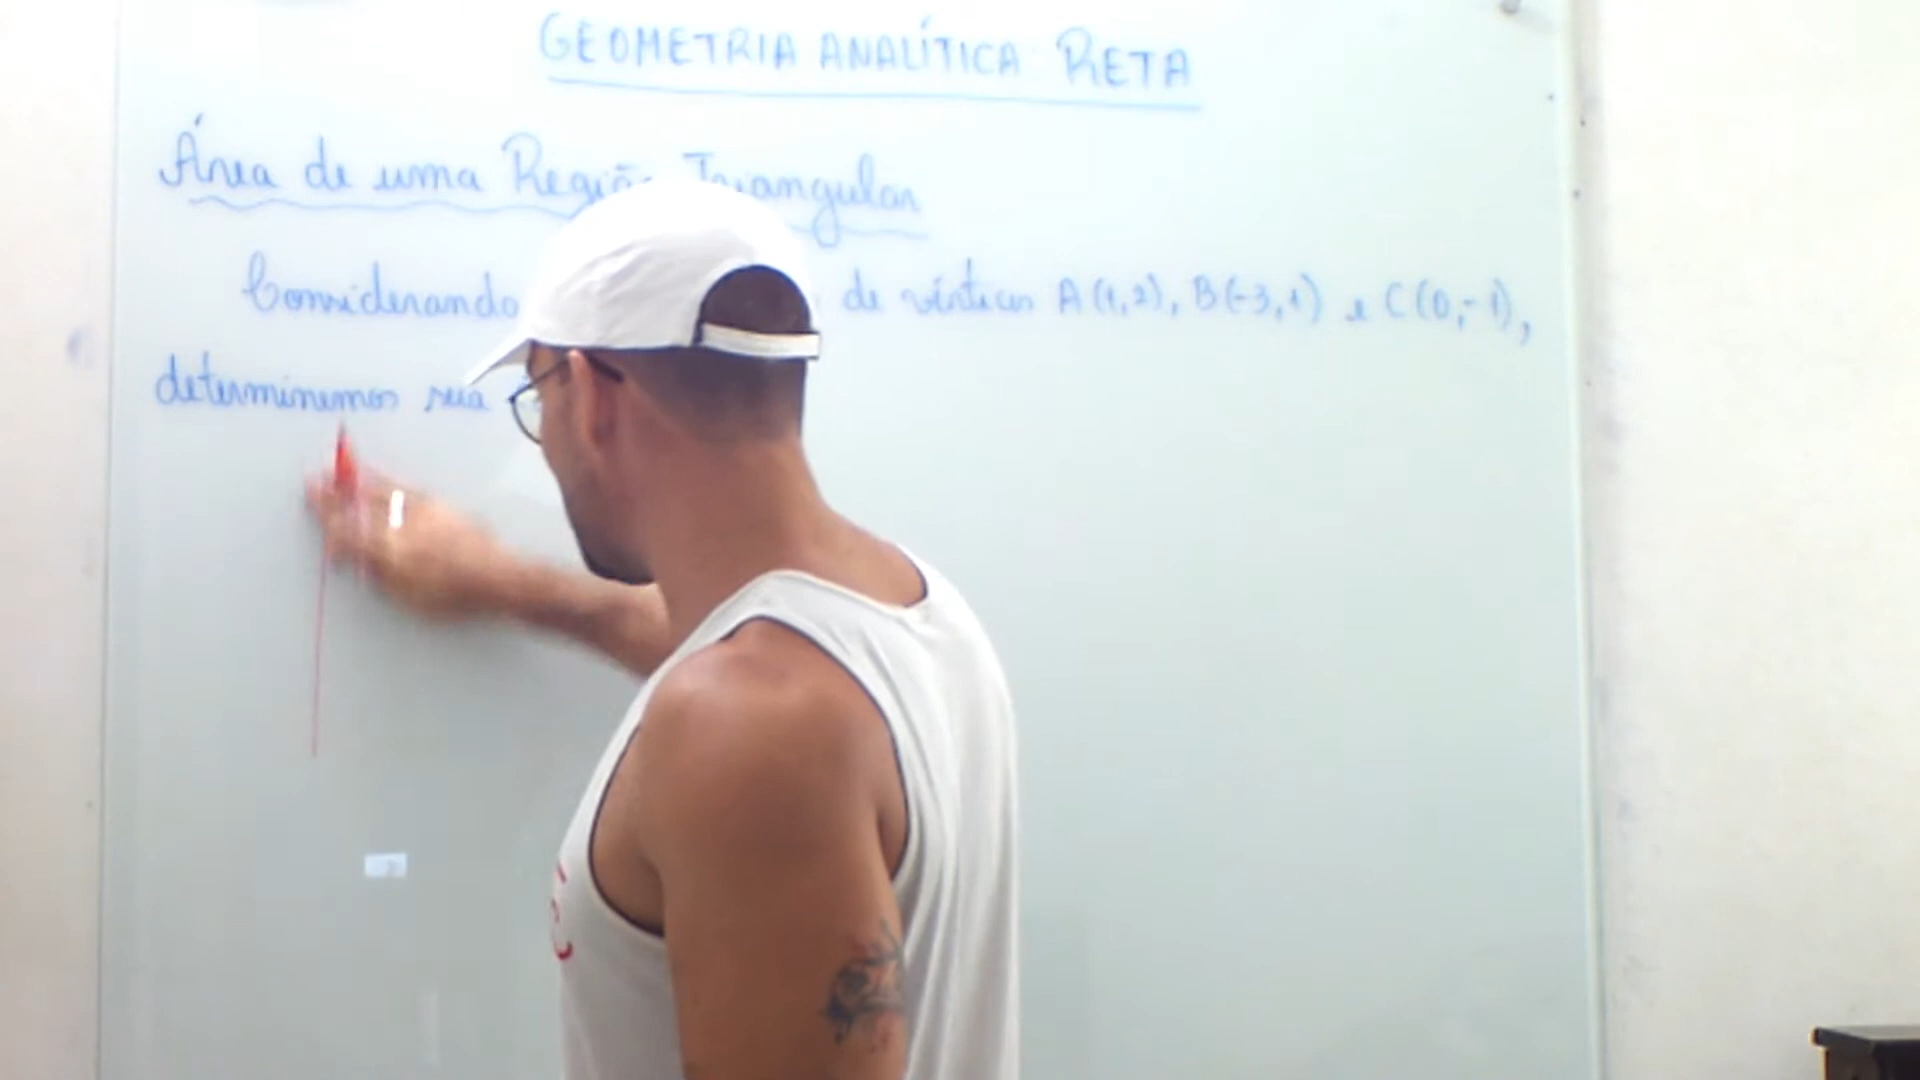 GEOMETRIA ANALÍTICA: RETA
Área de uma Região Triangular
Considerando de vértices A(1,2), B(-3,1) e C(0,-1),
determinemos sua